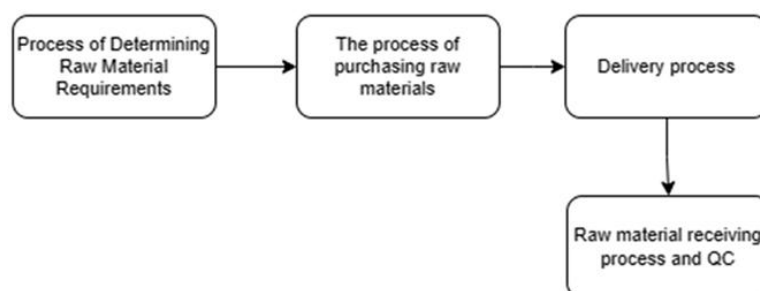 Process of Determining
Raw Material
Requirements
The process of
purchasing raw
materials
Delivery process
Raw material receiving
process and QC